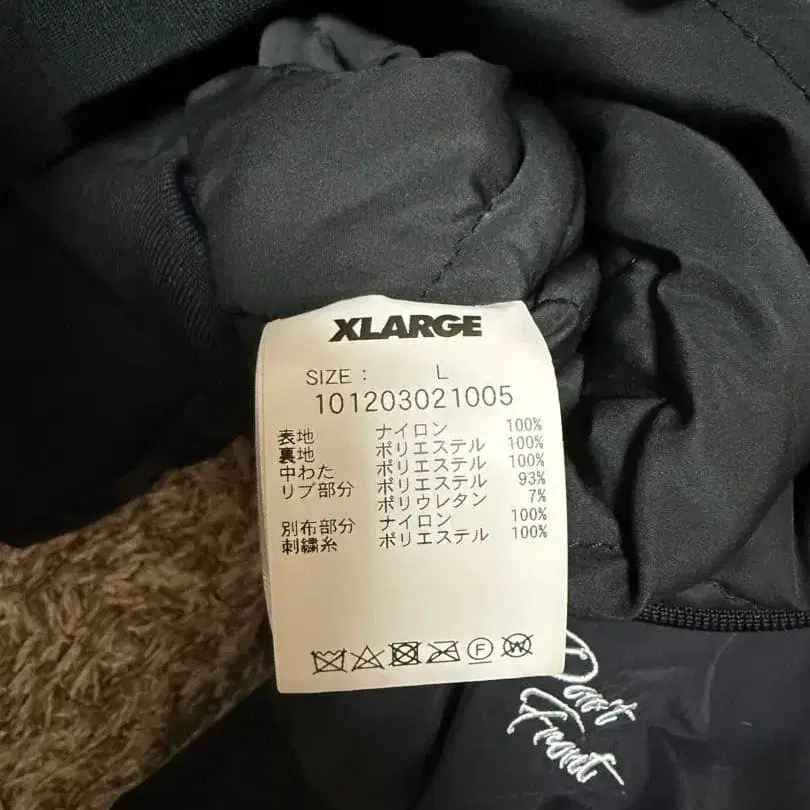 XLARGE
SIZE : L
101203021005
表地 ナイロン 100%
裏地 ポリエステル 100%
中わた ポリエステル 100%
リブ部分 ポリエステル 93%
ポリウレタン 7%
別布部分 ナイロン 100%
刺繍糸 ポリエステル 100%
F W
Don't
Front